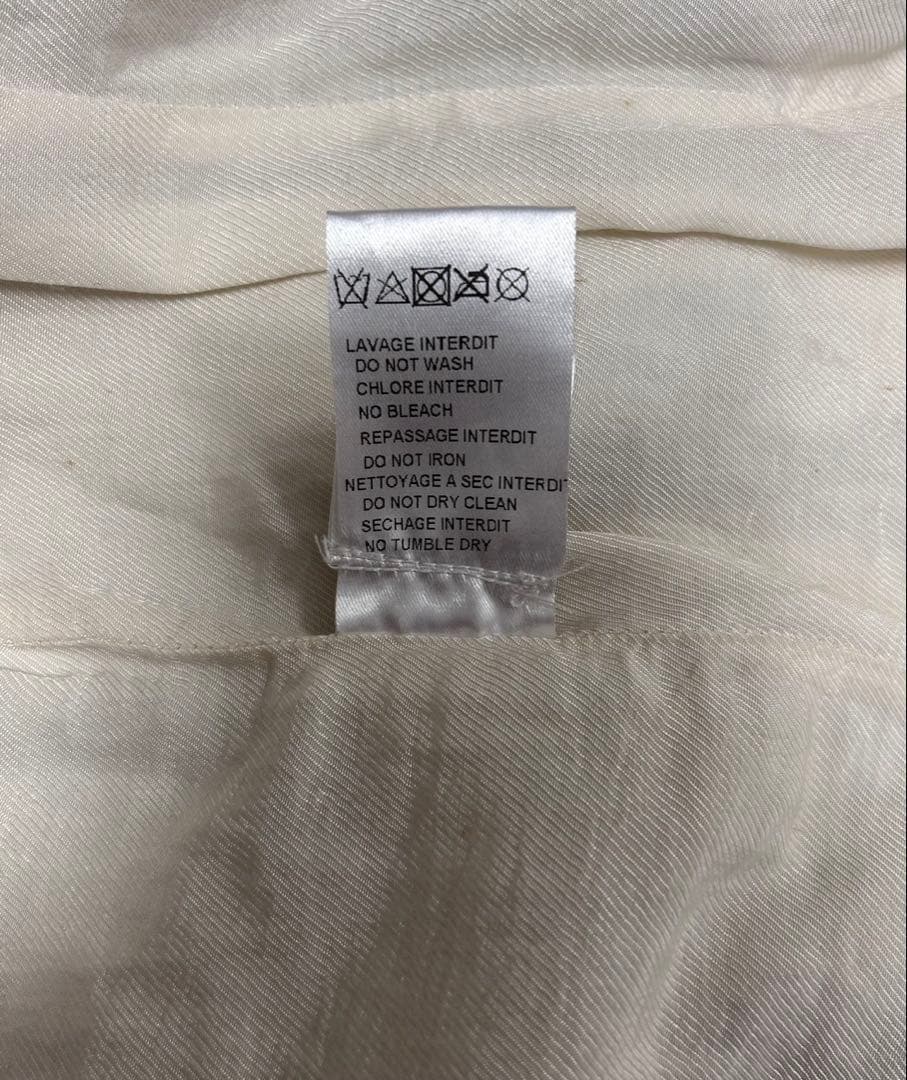 LAVAGE INTERDIT
DO NOT WASH
CHLORE INTERDIT
NO BLEACH
REPASSAGE INTERDIT
DO NOT IRON
NETTOYAGE A SEC INTERDIT
DO NOT DRY CLEAN
SECHAGE INTERDIT
NO TUMBLE DRY